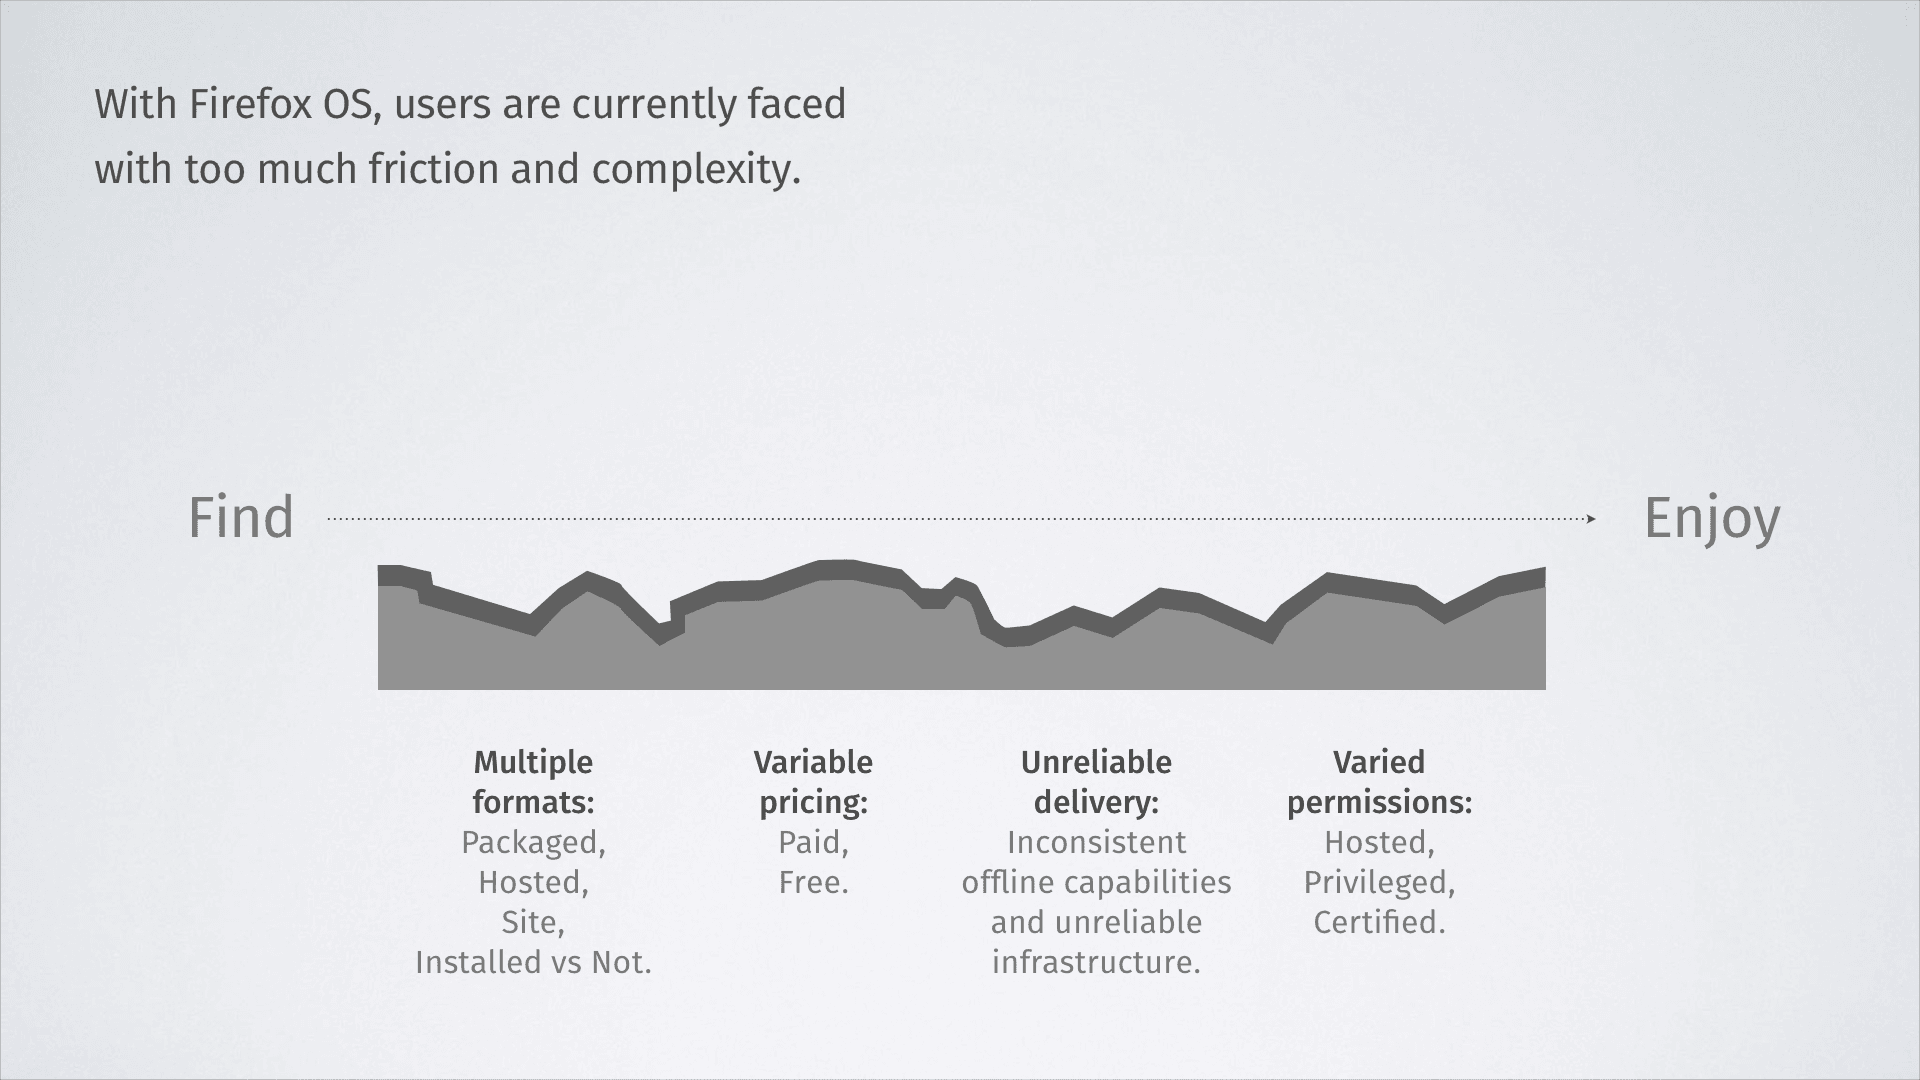 With Firefox OS, users are currently faced
with too much friction and complexity.
Find
Enjoy
Multiple
formats:
Packaged,
Hosted,
Site,
Installed vs Not.
Variable
pricing:
Paid,
Free.
Unreliable
delivery:
Inconsistent
offline capabilities
and unreliable
infrastructure.
Varied
permissions:
Hosted,
Privileged,
Certified.